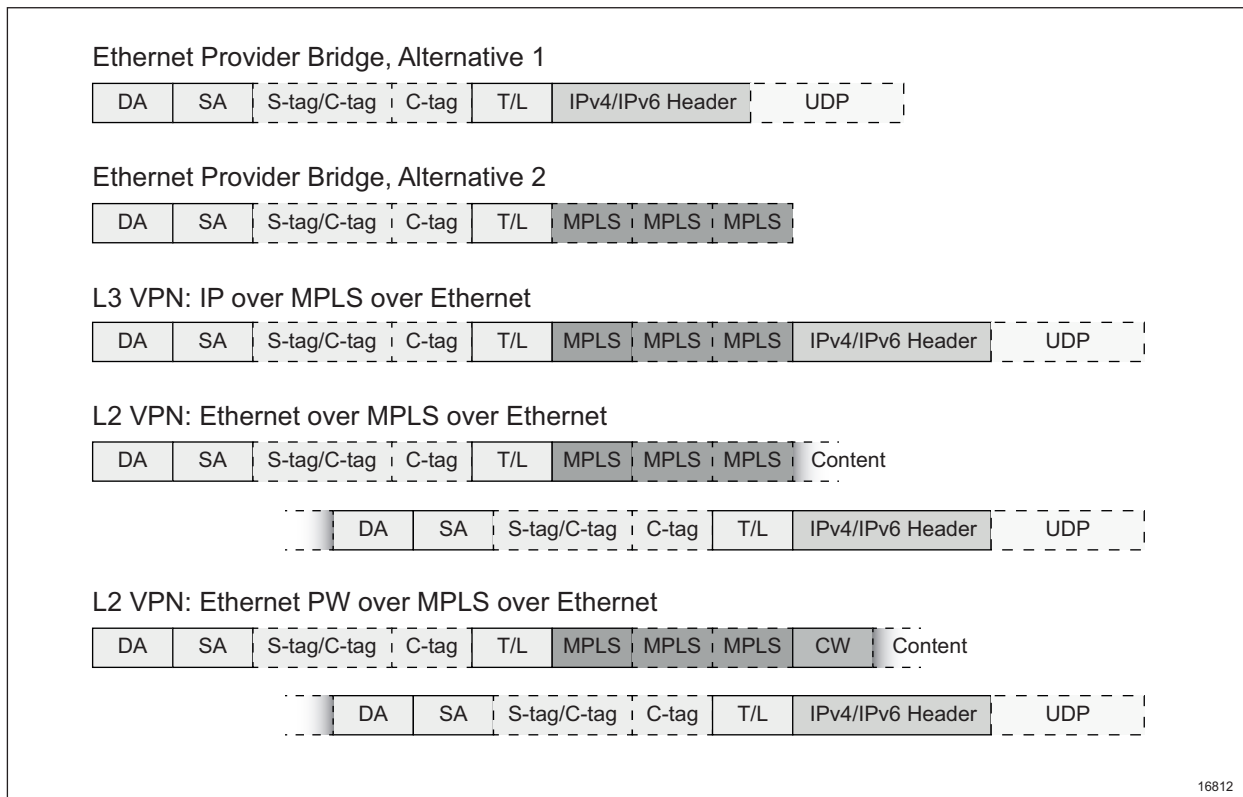 Ethernet Provider Bridge, Alternative 1
DA SA S-tag/C-tag C-tag T/L IPv4/IPv6 Header UDP
Ethernet Provider Bridge, Alternative 2
DA SA S-tag/C-tag C-tag T/L MPLS MPLS MPLS
L3 VPN: IP over MPLS over Ethernet
DA SA S-tag/C-tag C-tag T/L MPLS MPLS MPLS IPv4/IPv6 Header UDP
L2 VPN: Ethernet over MPLS over Ethernet
DA SA S-tag/C-tag C-tag T/L MPLS MPLS MPLS Content
DA SA S-tag/C-tag C-tag T/L IPv4/IPv6 Header UDP
L2 VPN: Ethernet PW over MPLS over Ethernet
DA SA S-tag/C-tag C-tag T/L MPLS MPLS MPLS CW Content
DA SA S-tag/C-tag C-tag T/L IPv4/IPv6 Header UDP
16812